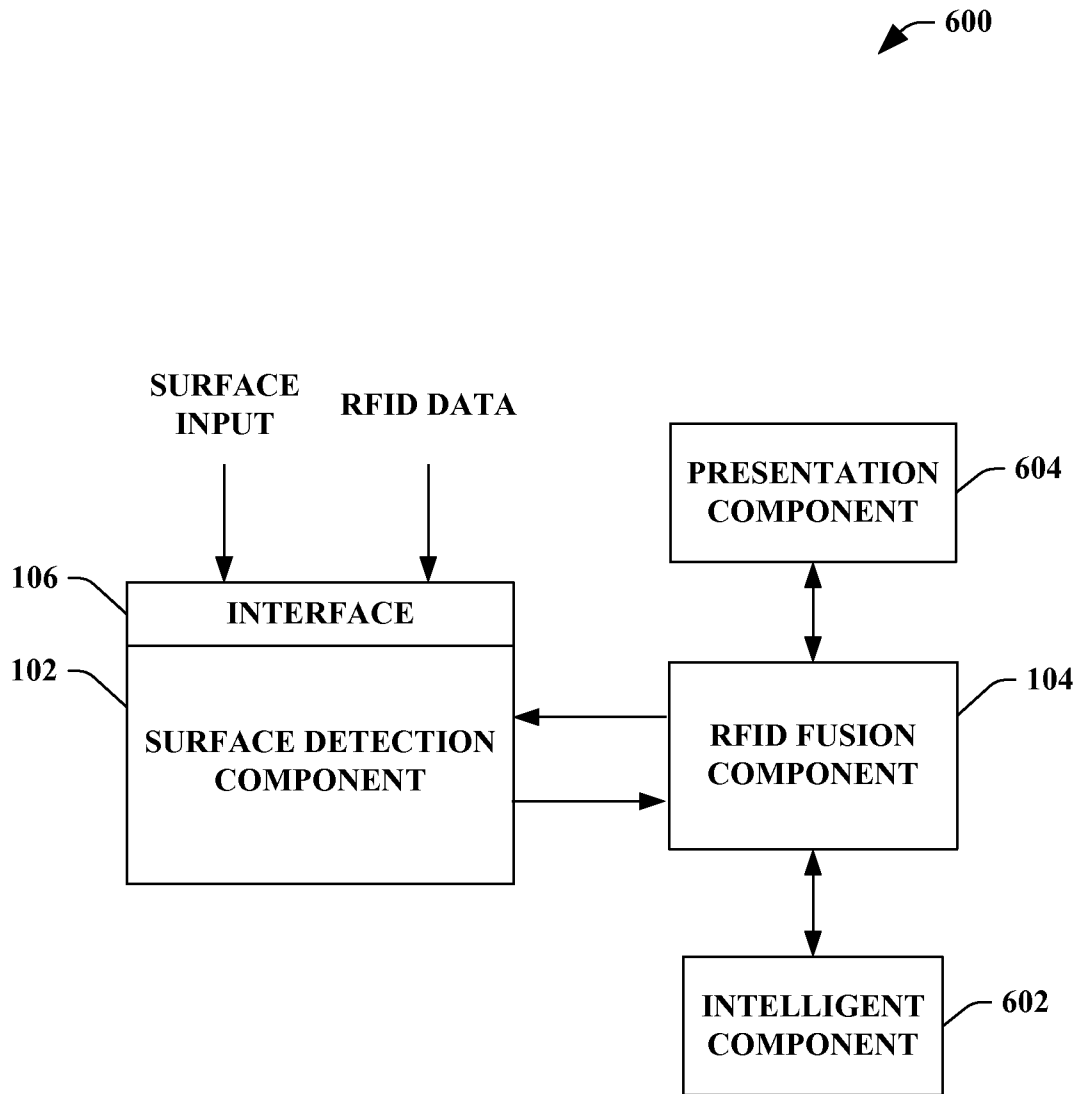 600
SURFACE
INPUT
RFID DATA
PRESENTATION
COMPONENT
604
106
INTERFACE
102
SURFACE DETECTION
COMPONENT
104
RFID FUSION
COMPONENT
INTELLIGENT
COMPONENT
602